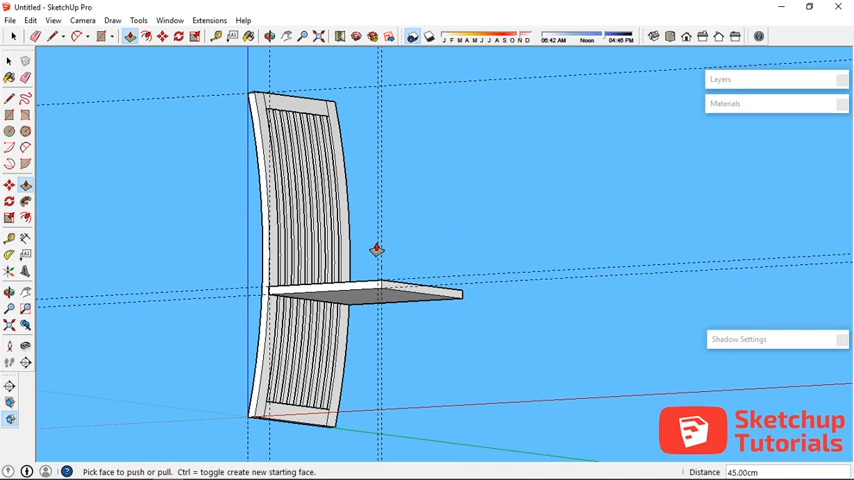 Untitled - SketchUp Pro
File Edit View Camera Draw Tools Window Extensions Help
J F M A M J J A S O N D
06:42 AM Noon 04:46 PM
Layers
Materials
Shadow Settings
Sketchup
Tutorials
Pick face to push or pull. Ctrl = toggle create new starting face.
Distance 45.00cm